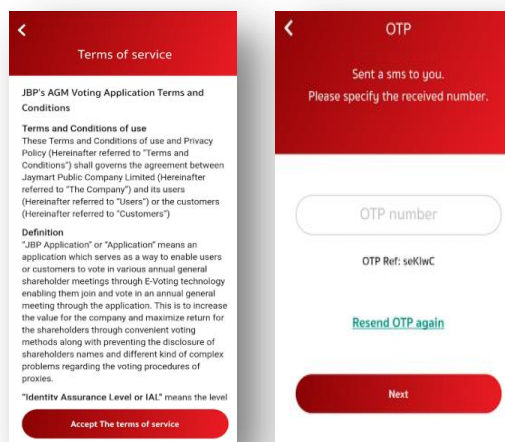 Terms of service
JBP's AGM Voting Application Terms and
Conditions
Terms and Conditions of use
These Terms and Conditions of use and Privacy
Policy (Hereinafter referred to "Terms and
Conditions") shall governs the agreement between
Jaymart Public Company Limited (Hereinafter
referred to "The Company") and its users
(Hereinafter referred to "Users") or the customers
(Hereinafter referred to "Customers")
Definition
"JBP Application" or "Application" means an
application which serves as a way to enable users
or customers to vote in various annual general
shareholder meetings through E-Voting technology
enabling them join and vote in an annual general
meeting through the application. This is to increase
the value for the company and maximize return for
the shareholders through convenient voting
methods along with preventing the disclosure of
shareholders names and different kind of complex
problems regarding the voting procedures of
proxies.
"Identity Assurance Level or IAL" means the level
Accept The terms of service
OTP
Sent a sms to you.
Please specify the received number.
OTP number
OTP Ref: seKIwC
Resend OTP again
Next